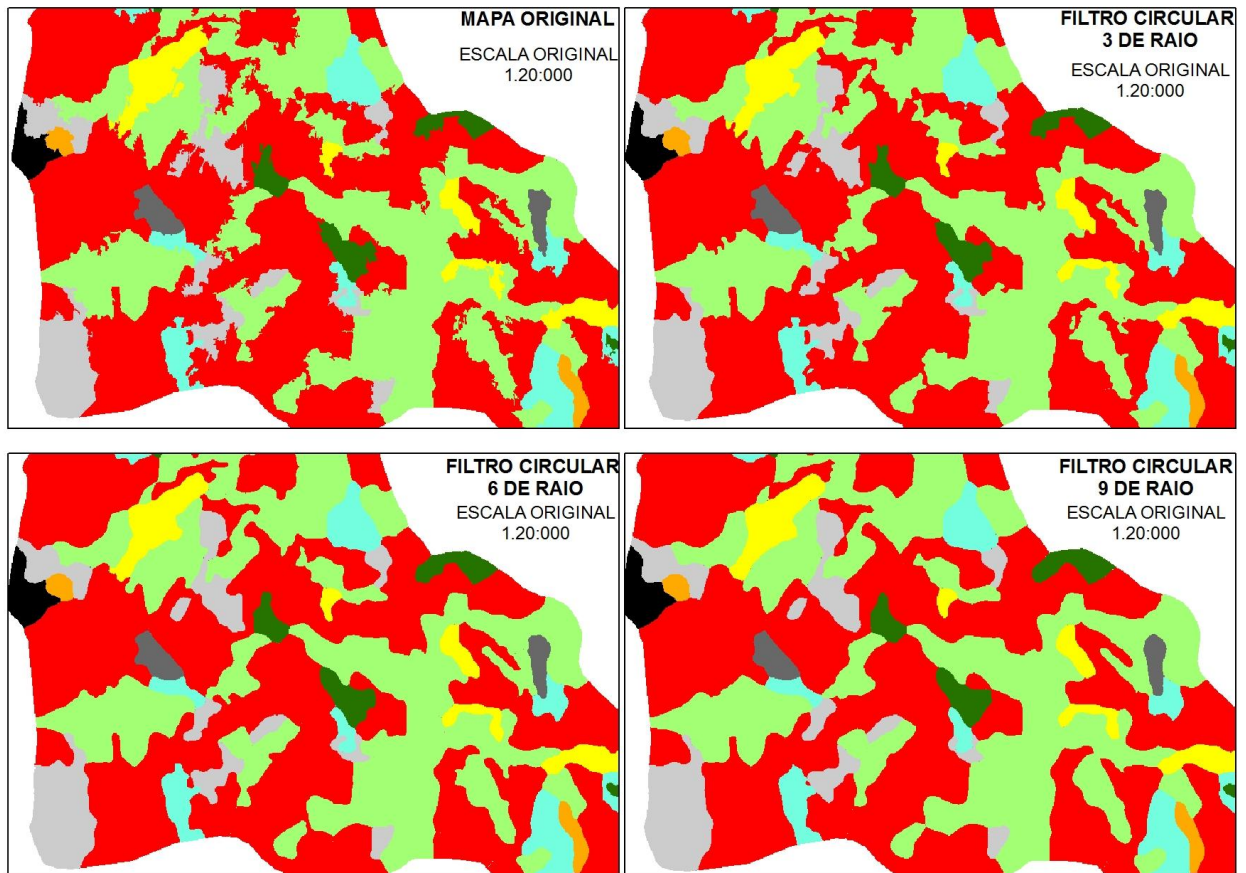 MAPA ORIGINAL
ESCALA ORIGINAL
1.20:000
FILTRO CIRCULAR
3 DE RAIO
ESCALA ORIGINAL
1.20:000
FILTRO CIRCULAR
6 DE RAIO
ESCALA ORIGINAL
1.20:000
FILTRO CIRCULAR
9 DE RAIO
ESCALA ORIGINAL
1.20:000